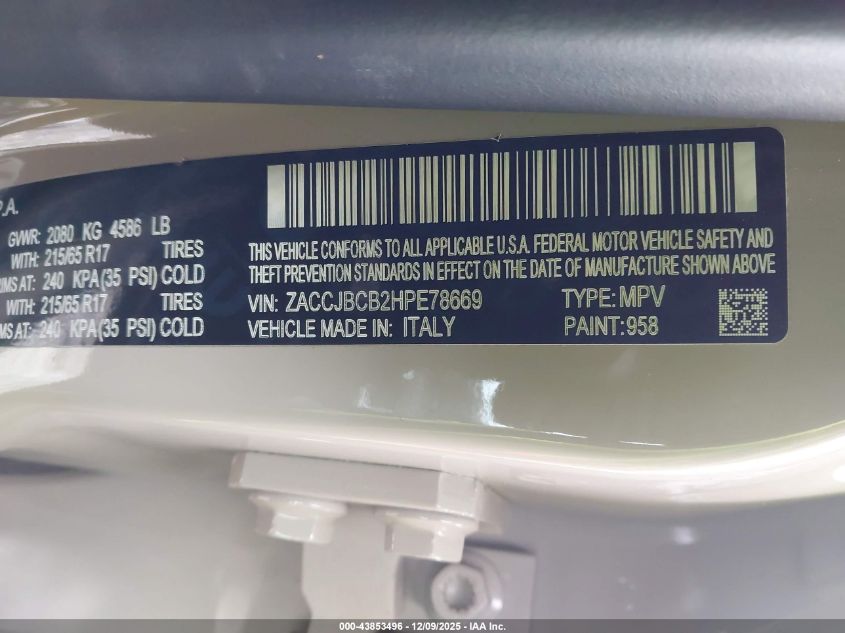 P.A.
GVWR: 2080 KG 4586 LB
WITH: 215/65 R17 TIRES
IMS AT: 240 KPA(35 PSI) COLD
WITH: 215/65 R17 TIRES
MS AT: 240 KPA(35 PSI) COLD
THIS VEHICLE CONFORMS TO ALL APPLICABLE U.S.A. FEDERAL MOTOR VEHICLE SAFETY AND
THEFT PREVENTION STANDARDS IN EFFECT ON THE DATE OF MANUFACTURE SHOWN ABOVE
VIN: ZACCJBCB2HPE78669 TYPE: MPV
VEHICLE MADE IN: ITALY PAINT:958
000-43853496 - 12/09/2025 - IAA Inc.